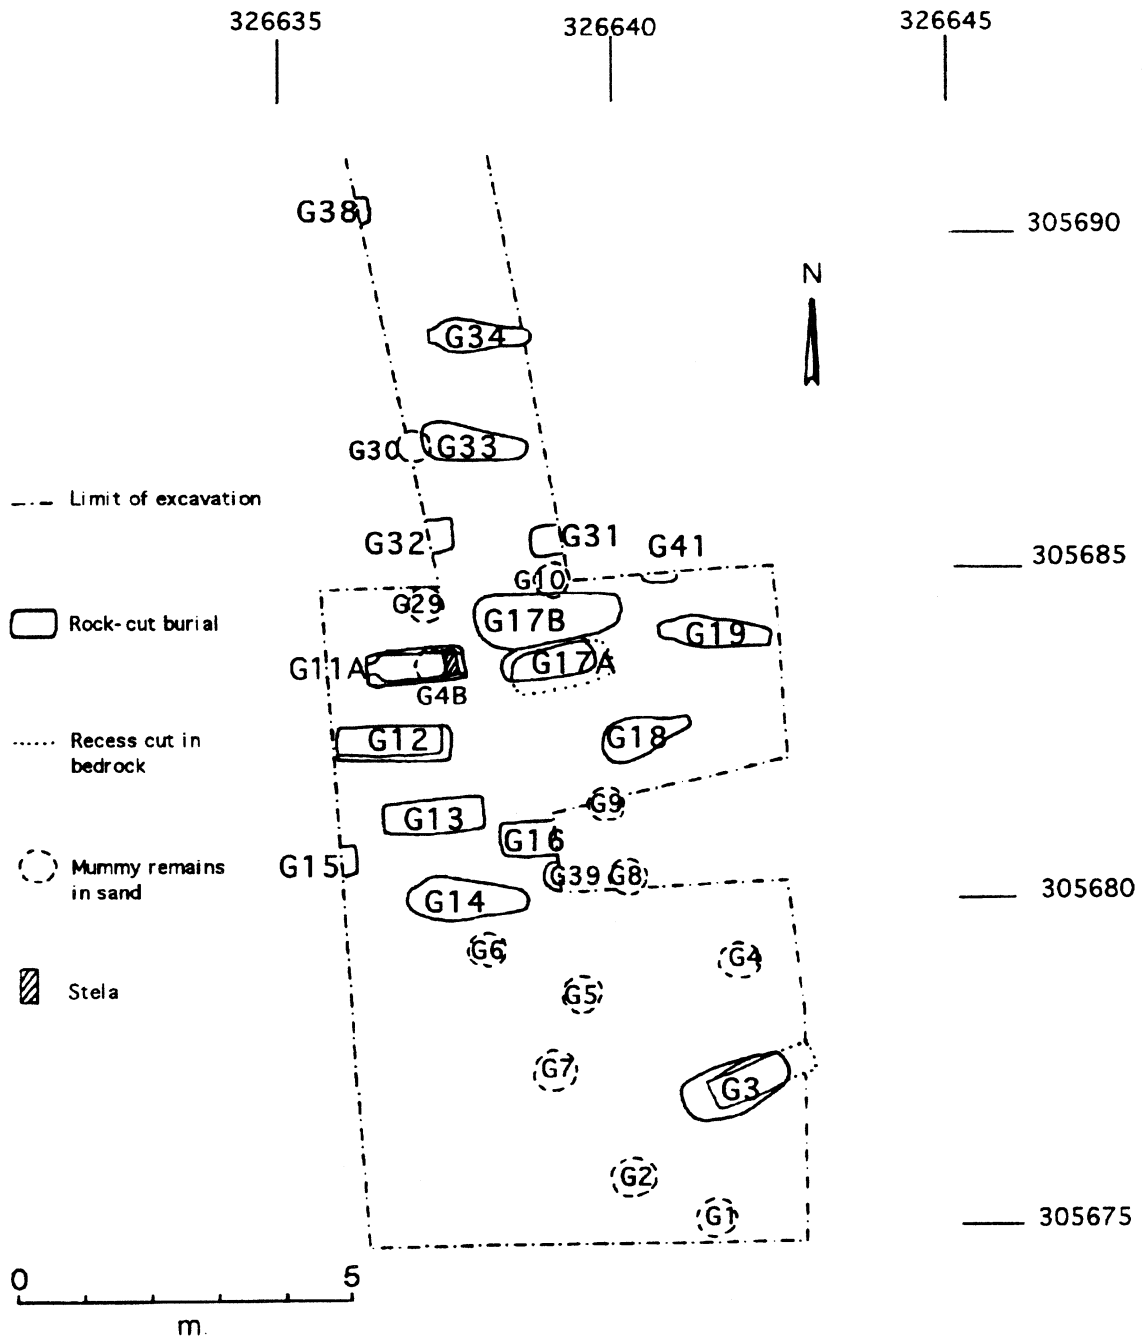 326635
326640
326645
G38
305690
N
G34
G30
G33
Limit of excavation
G32
G31
G41
305685
G10
G29
G17B
Rock-cut burial
G19
G11A
G17A
G4B
G12
G18
Recess cut in
bedrock
G9
G13
G16
G15
Mummy remains
in sand
G39
G8
305680
G14
G6
G4
G5
Stela
G7
G3
G2
G1
305675
0
5
m.